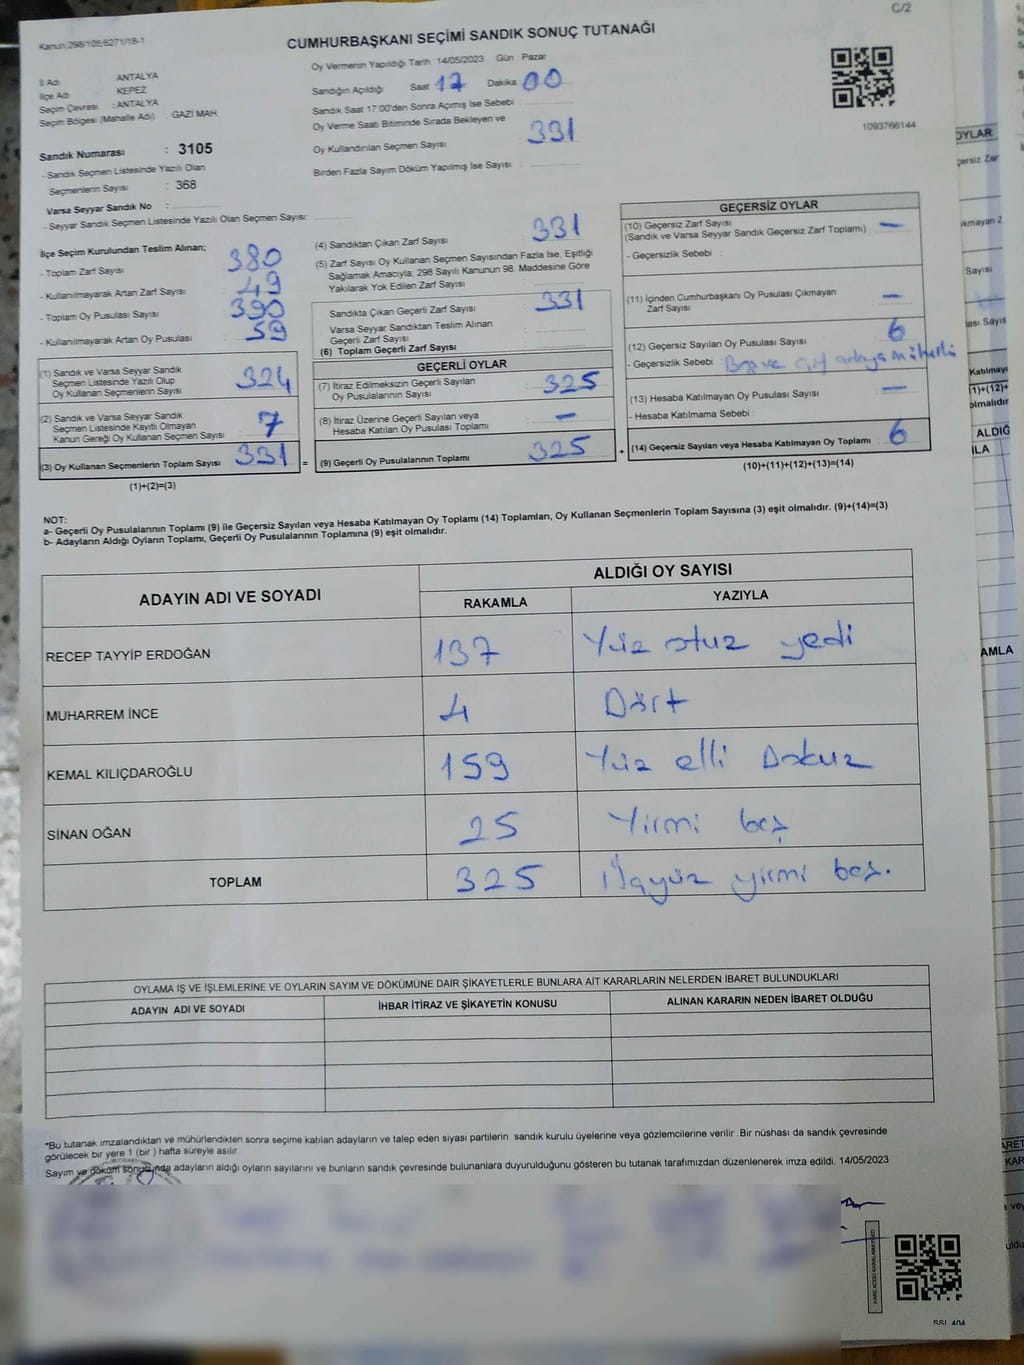 C/2
Kanun:298/105,6271/18-1
CUMHURBAŞKANI SEÇİMİ SANDIK SONUÇ TUTANAĞI
İl Adı : ANTALYA
İlçe Adı : KEPEZ
Seçim Çevresi : ANTALYA
Seçim Bölgesi (Mahalle Adı) : GAZİ MAH.
Sandık Numarası : 3105
- Sandık Seçmen Listesinde Yazılı Olan
Seçmenlerin Sayısı : 368
Varsa Seyyar Sandık No :
- Seyyar Sandık Seçmen Listesinde Yazılı Olan Seçmen Sayısı:
Oy Vermenin Yapıldığı Tarih 14/05/2023 Gün Pazar
Sandığın Açıldığı Saat 17 Dakika 00
Sandık Saat 17:00'den Sonra Açımış İse Sebebi
Oy Verme Saati Bitiminde Sırada Bekleyen ve
Oy Kullandırılan Seçmen Sayısı 331
Birden Fazla Sayım Döküm Yapılmış İse Sayısı
1093766144
İlçe Seçim Kurulundan Teslim Alınan;
- Toplam Zarf Sayısı 380
- Kullanılmayarak Artan Zarf Sayısı 49
- Toplam Oy Pusulası Sayısı 390
- Kullanılmayarak Artan Oy Pusulası 59
(1) Sandık ve Varsa Seyyar Sandık
Seçmen Listesinde Yazılı Olup
Oy Kullanan Seçmenlerin Sayısı 324
(2) Sandık ve Varsa Seyyar Sandık
Seçmen Listesinde Kayıtlı Olmayan
Kanun Gereği Oy Kullanan Seçmen Sayısı 7
(3) Oy Kullanan Seçmenlerin Toplam Sayısı 331 =
(1)+(2)=(3)
(4) Sandıktan Çıkan Zarf Sayısı 331
(5) Zarf Sayısı Oy Kullanan Seçmen Sayısından Fazla İse, Eşitliği
Sağlamak Amacıyla; 298 Sayılı Kanunun 98. Maddesine Göre
Yakılarak Yok Edilen Zarf Sayısı
Sandıkta Çıkan Geçerli Zarf Sayısı 331
Varsa Seyyar Sandıktan Teslim Alınan
Geçerli Zarf Sayısı
(6) Toplam Geçerli Zarf Sayısı
GEÇERLİ OYLAR
(7) İtiraz Edilmeksizin Geçerli Sayılan
Oy Pusulasının Sayısı 325
(8) İtiraz Üzerine Geçerli Sayılan veya
Hesaba Katılan Oy Pusulası Toplamı –
(9) Geçerli Oy Pusulalarının Toplamı 325 +
GEÇERSİZ OYLAR
(10) Geçersiz Zarf Sayısı –
(Sandık ve Varsa Seyyar Sandık Geçersiz Zarf Toplamı)
- Geçersizlik Sebebi :
(11) İçinden Cumhurbaşkanı Oy Pusulası Çıkmayan
Zarf Sayısı –
(12) Geçersiz Sayılan Oy Pusulası Sayısı 6
- Geçersizlik Sebebi :
(13) Hesaba Katılmayan Oy Pusulası Sayısı –
- Hesaba Katılmama Sebebi :
(14) Geçersiz Sayılan veya Hesaba Katılmayan Oy Toplamı : 6
(10)+(11)+(12)+(13)=(14)
NOT:
a- Geçerli Oy Pusulalarının Toplamı (9) ile Geçersiz Sayılan veya Hesaba Katılmayan Oy Toplamı (14) Toplamları, Oy Kullanan Seçmenlerin Toplam Sayısına (3) eşit olmalıdır. (9)+(14)=(3)
b- Adayların Aldığı Oyların Toplamı, Geçerli Oy Pusulalarının Toplamına (9) eşit olmalıdır.
ADAYIN ADI VE SOYADI
ALDIĞI OY SAYISI
RAKAMLA YAZIYLA
RECEP TAYYİP ERDOĞAN 137 Yüz otuz yedi
MUHARREM İNCE 4 Dört
KEMAL KILIÇDAROĞLU 159 Yüz elli Dokuz
SİNAN OĞAN 25 Yirmi beş
TOPLAM 325 Üçyüz yirmi beş.
OYLAMA İŞ VE İŞLEMLERİNE VE OYLARIN SAYIM VE DÖKÜMÜNE DAİR ŞİKAYETLERLE BUNLARA AİT KARARLARIN NELERDEN İBARET BULUNDUKLARI
ADAYIN ADI VE SOYADI İHBAR İTİRAZ VE ŞİKAYETİN KONUSU ALINAN KARARIN NEDEN İBARET OLDUĞU
*Bu tutanak imzalandıktan ve mühürlendikten sonra seçime katılan adayların ve talep eden siyasi partilerin sandık kurulu üyelerine veya gözlemcilerine verilir .Bir nüshası da sandık çevresinde
görülecek bir yere 1 (bir ) hafta süreyle asılır.
Sayım ve döküm sonucunda adayların aldığı oyların sayılarını ve bunların sandık çevresinde bulunanlara duyurulduğunu gösteren bu tutanak tarafımızdan düzenlenerek imza edildi. 14/05/2023